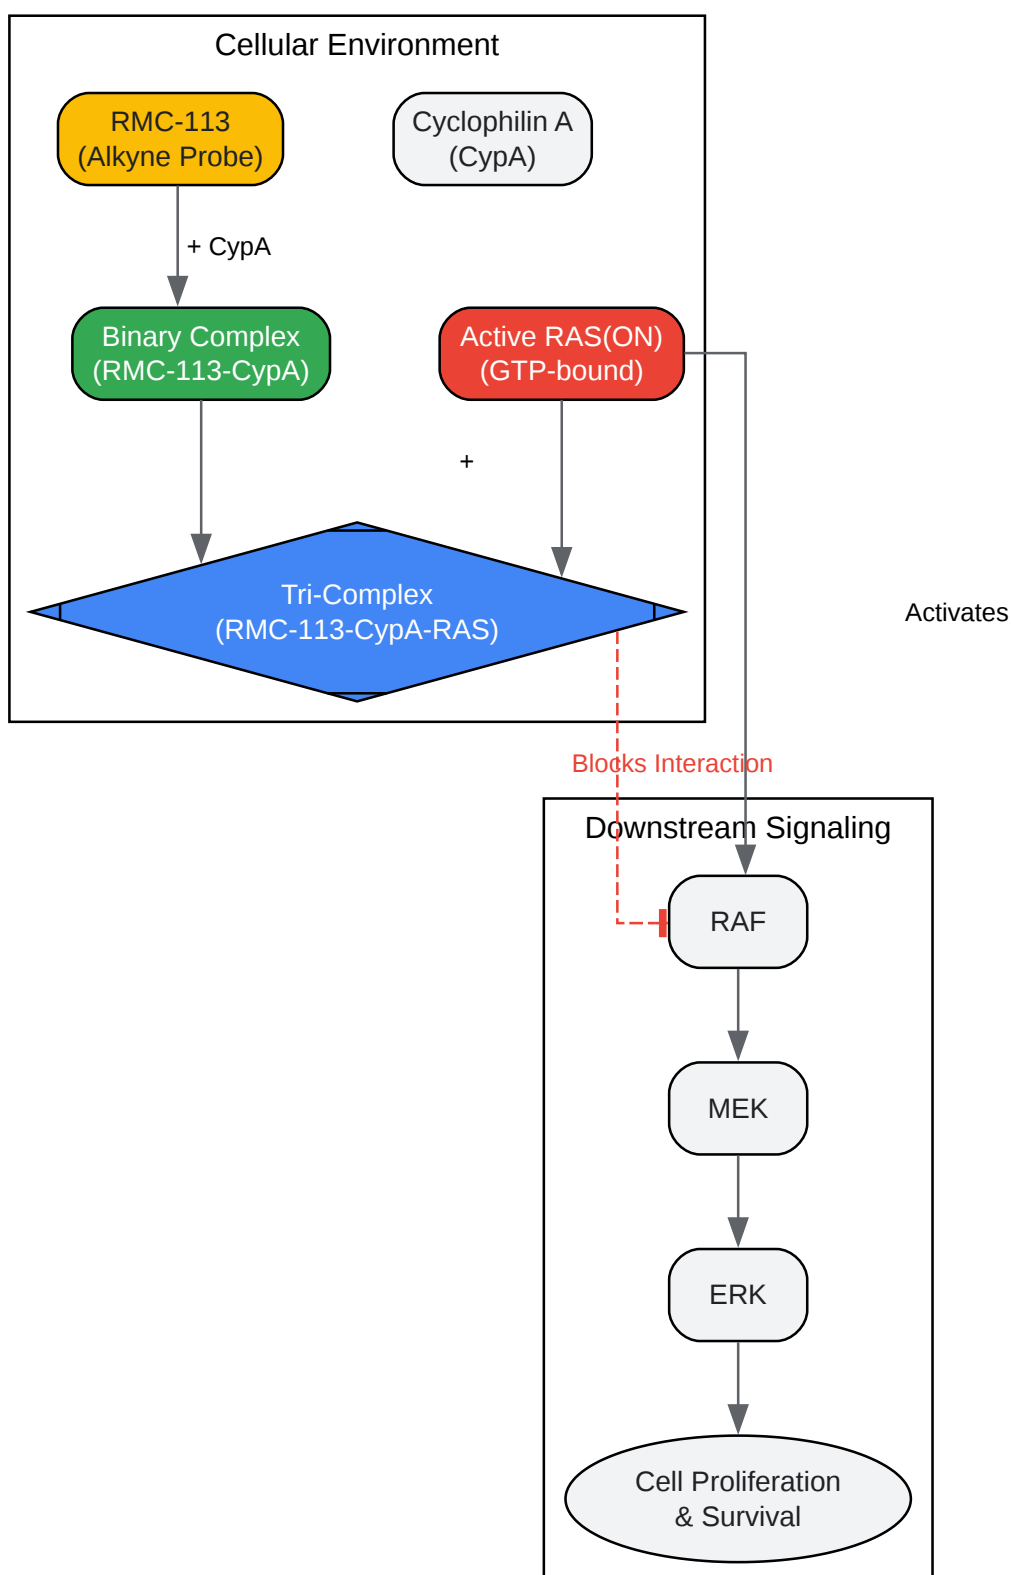 Cellular Environment
RMC-113
(Alkyne Probe)
Cyclophilin A
(CypA)
+ CypA
Binary Complex
(RMC-113-CypA)
Active RAS(ON)
(GTP-bound)
+
Tri-Complex
(RMC-113-CypA-RAS)
Activates
Blocks Interaction
Downstream Signaling
RAF
MEK
ERK
Cell Proliferation
& Survival